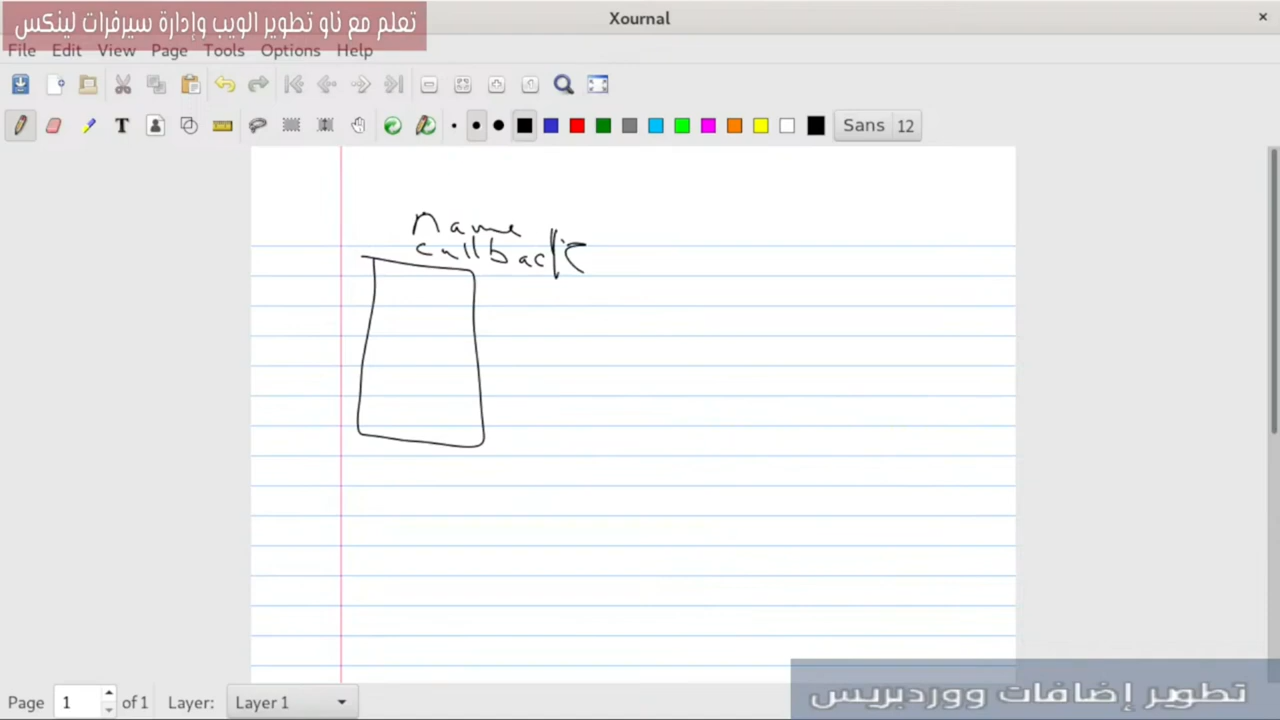 تعلم مع ناو تطوير الويب وإدارة سيرفرات لينكس
Xournal
File Edit View Page Tools Options Help
Sans 12
name
callback
Page 1 of 1 Layer: Layer 1
تطوير إضافات ووردبريس